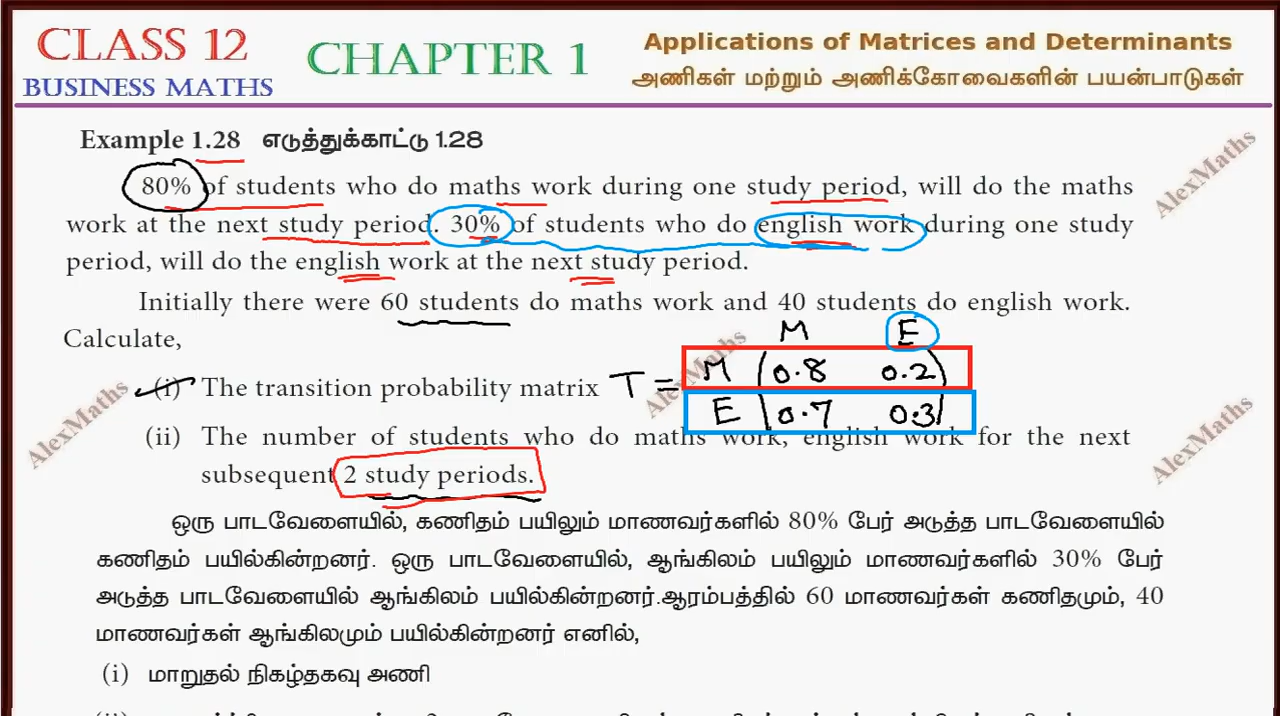 CLASS 12
BUSINESS MATHS
CHAPTER 1
Applications of Matrices and Determinants
அணிகள் மற்றும் அணிக்கோவைகளின் பயன்பாடுகள்
Example 1.28 எடுத்துக்காட்டு 1.28
80% of students who do maths work during one study period, will do the maths
work at the next study period. 30% of students who do english work during one study
period, will do the english work at the next study period.
Initially there were 60 students do maths work and 40 students do english work.
Calculate,
M E
(i) The transition probability matrix T = M (0.8 0.2)
E (0.7 0.3)
(ii) The number of students who do maths work, english work for the next
subsequent 2 study periods.
ஒரு பாடவேளையில், கணிதம் பயிலும் மாணவர்களில் 80% பேர் அடுத்த பாடவேளையில்
கணிதம் பயில்கின்றனர். ஒரு பாடவேளையில், ஆங்கிலம் பயிலும் மாணவர்களில் 30% பேர்
அடுத்த பாடவேளையில் ஆங்கிலம் பயில்கின்றனர்.ஆரம்பத்தில் 60 மாணவர்கள் கணிதமும், 40
மாணவர்கள் ஆங்கிலமும் பயில்கின்றனர் எனில்,
(i) மாறுதல் நிகழ்தகவு அணி
AlexMaths
AlexMaths
AlexMaths
AlexMaths